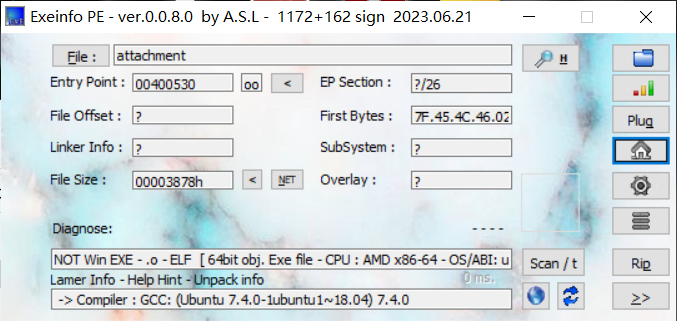 Exeinfo PE - ver.0.0.8.0 by A.S.L - 1172+162 sign 2023.06.21
File : attachment H
Entry Point : 00400530 oo < EP Section : ?/26
File Offset : ? First Bytes : 7F.45.4C.46.02 Plug
Linker Info : ? SubSystem : ?
File Size : 00003878h < NET Overlay : ?
Diagnose: - - - -
NOT Win EXE - .o - ELF [ 64bit obj. Exe file - CPU : AMD x86-64 - OS/ABI: u Scan / t Rip
Lamer Info - Help Hint - Unpack info 0 ms.
-> Compiler : GCC: (Ubuntu 7.4.0-1ubuntu1~18.04) 7.4.0 >>